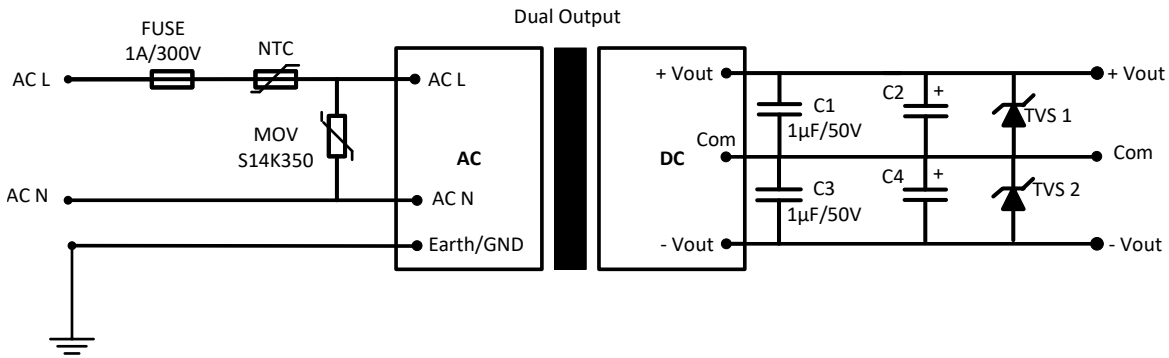 Dual Output
FUSE
1A/300V
NTC
AC L
AC L
MOV
S14K350
AC
AC N
AC N
Earth/GND
+ Vout
C1
1µF/50V
C2
+
TVS 1
+ Vout
Com
DC
Com
C3
1µF/50V
C4
+
TVS 2
- Vout
- Vout